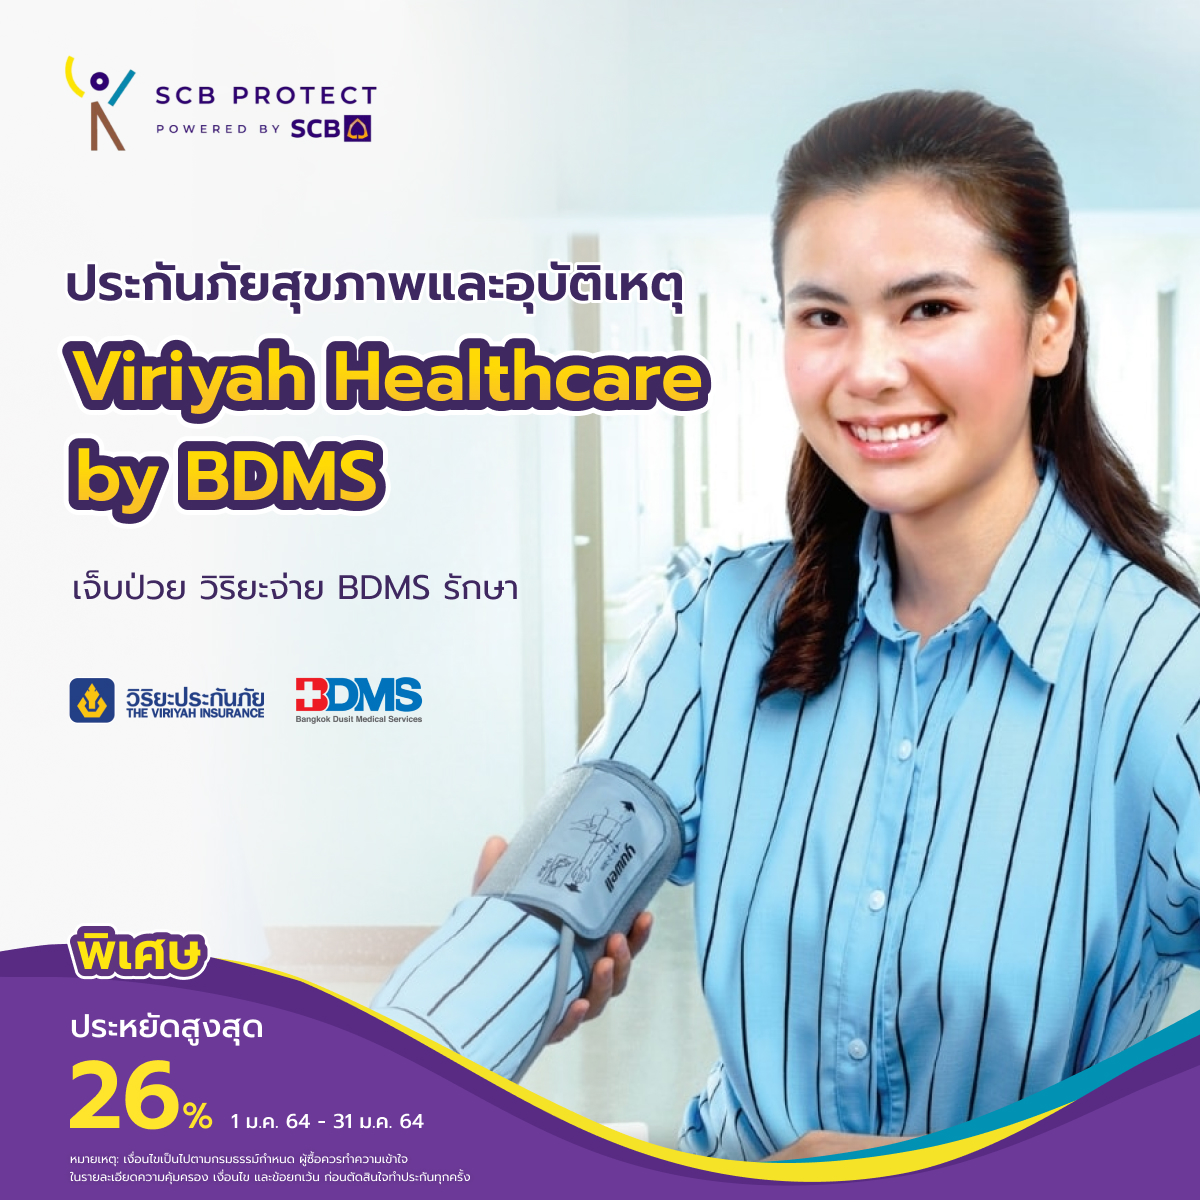 SCB PROTECT
POWERED BY SCB
ประกันภัยสุขภาพและอุบัติเหตุ
Viriyah Healthcare
by BDMS
เจ็บป่วย วิริยะจ่าย BDMS รักษา
วิริยะประกันภัย
THE VIRIYAH INSURANCE
BDMS
Bangkok Dusit Medical Services
yuwell
พิเศษ
ประหยัดสูงสุด
26% 1 ม.ค. 64 - 31 ม.ค. 64
หมายเหตุ: เงื่อนไขเป็นไปตามกรมธรรม์กำหนด ผู้ซื้อควรทำความเข้าใจ
ในรายละเอียดความคุ้มครอง เงื่อนไข และข้อยกเว้น ก่อนตัดสินใจทำประกันทุกครั้ง